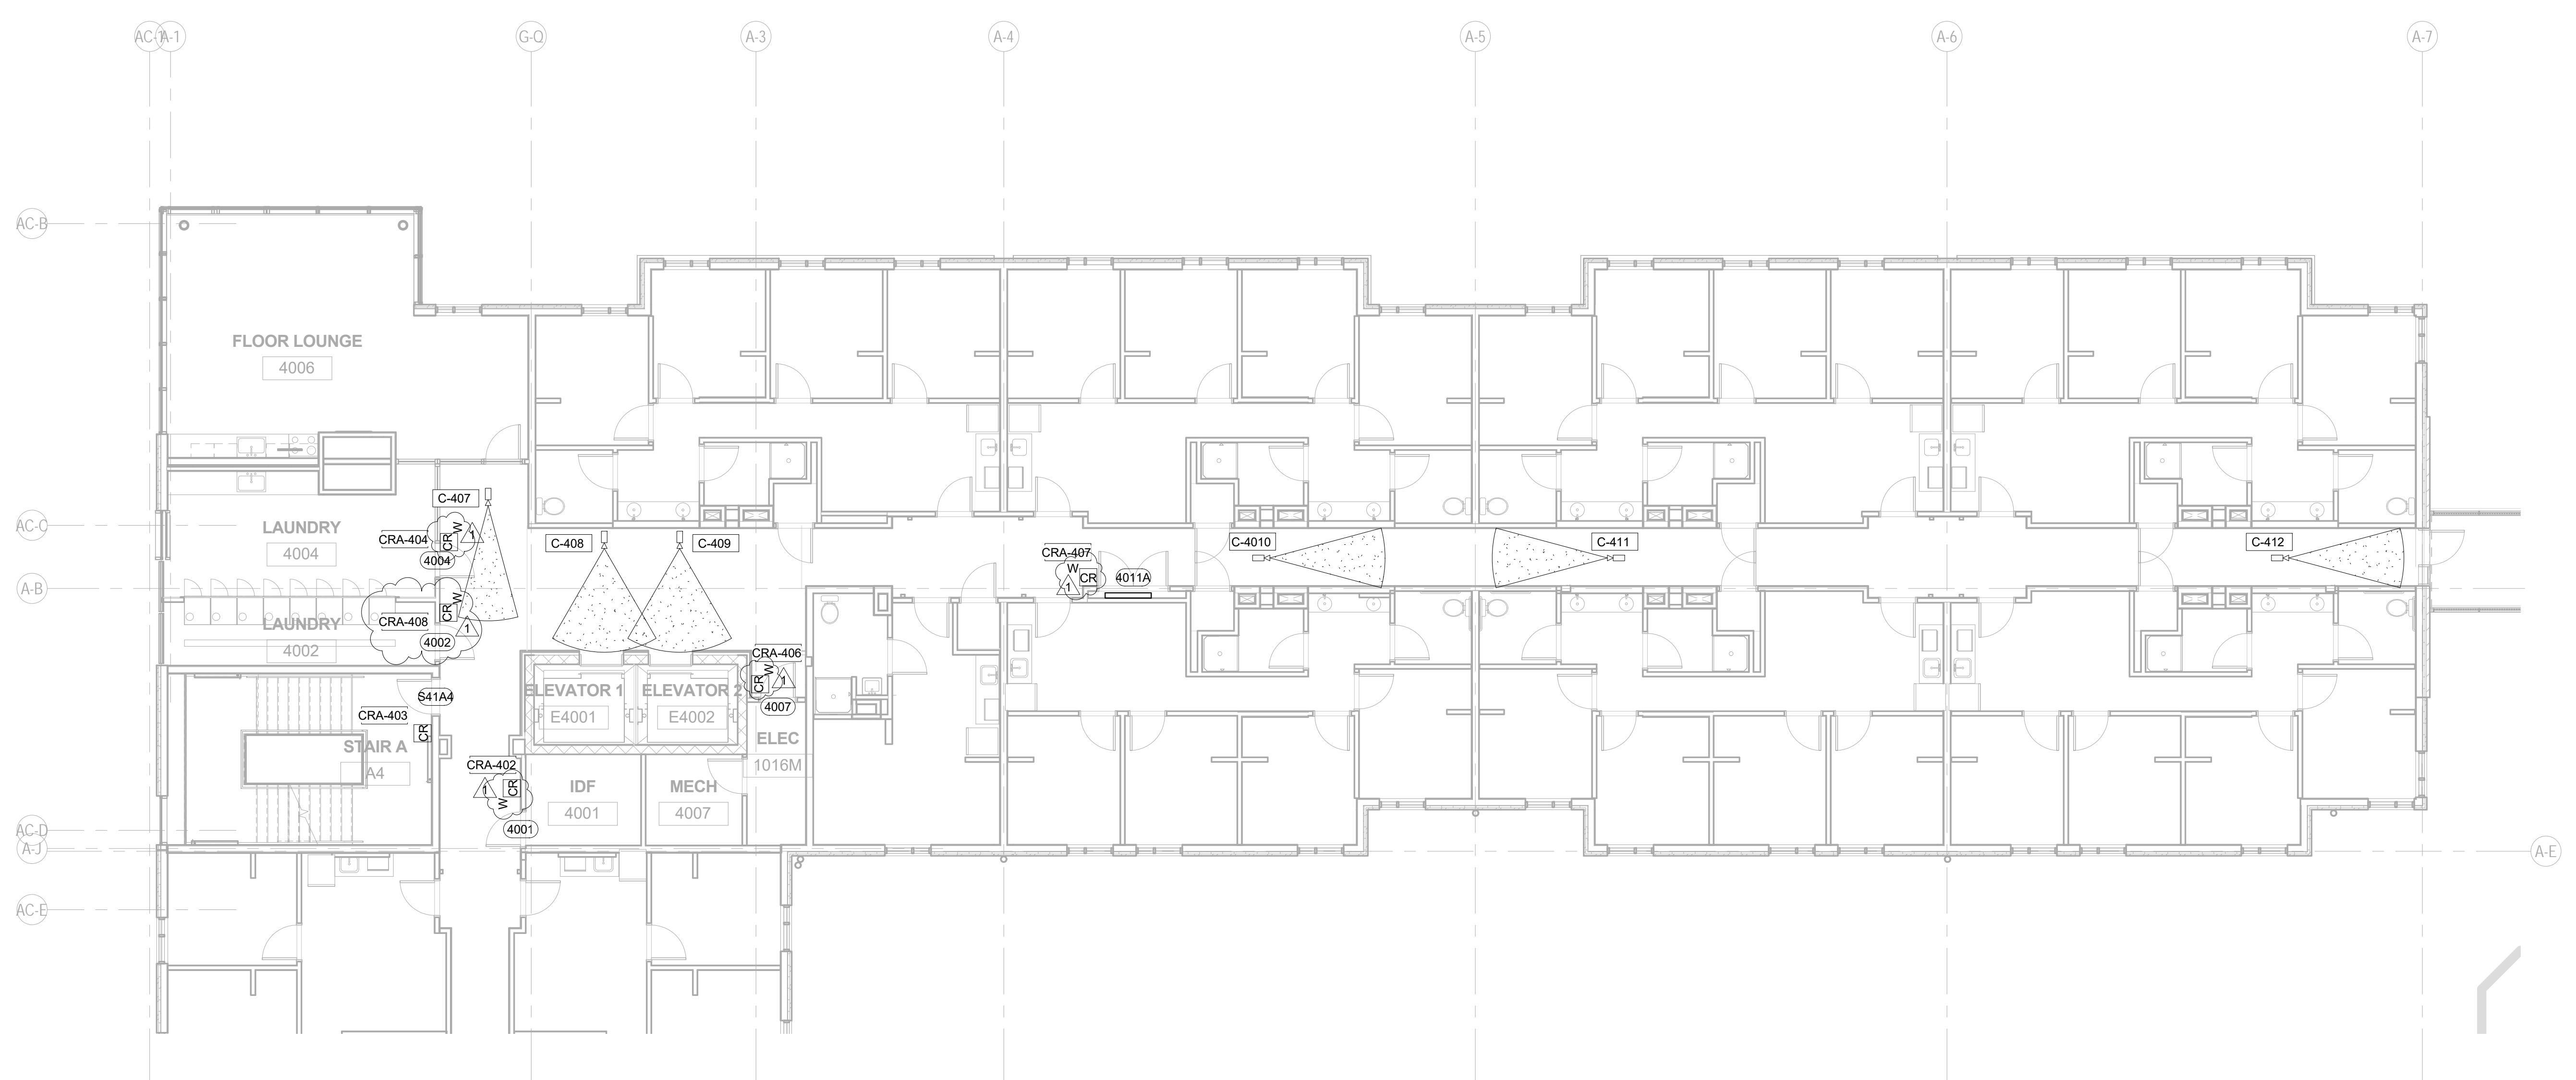 AC-1
A-1
G-Q
A-3
A-4
A-5
A-6
A-7
AC-B
FLOOR LOUNGE
4006
C-407
AC-C
LAUNDRY
4004
CRA-404
CR
W
1
4004
C-408
C-409
CRA-407
W
CR
1
4011A
C-4010
C-411
C-412
A-B
CRA-408
CR
W
1
4002
LAUNDRY
4002
CRA-406
CR
W
1
4007
S41A4
CRA-403
CR
STAIR A
A4
ELEVATOR 1
E4001
ELEVATOR 2
E4002
ELEC
1016M
CRA-402
1
CR
W
4001
IDF
4001
MECH
4007
AC-D
A-J
A-E
AC-E